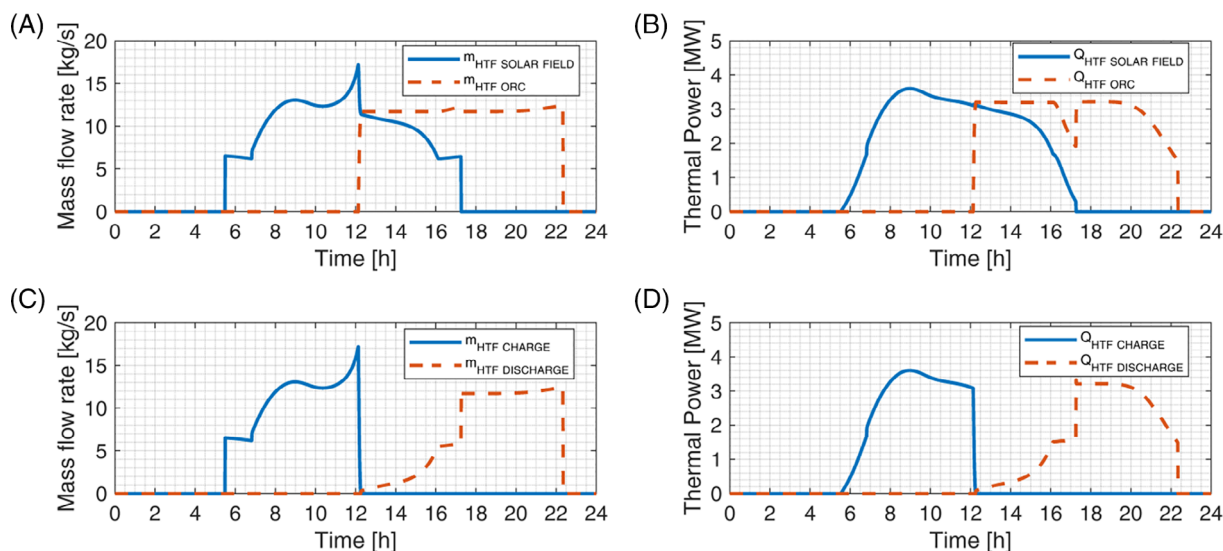 (A)
Mass flow rate [kg/s]
20
15
10
5
0
m HTF SOLAR FIELD
m HTF ORC
0 2 4 6 8 10 12 14 16 18 20 22 24
Time [h]
(B)
Thermal Power [MW]
5
4
3
2
1
0
Q HTF SOLAR FIELD
Q HTF ORC
0 2 4 6 8 10 12 14 16 18 20 22 24
Time [h]
(C)
Mass flow rate [kg/s]
20
15
10
5
0
m HTF CHARGE
m HTF DISCHARGE
0 2 4 6 8 10 12 14 16 18 20 22 24
Time [h]
(D)
Thermal Power [MW]
5
4
3
2
1
0
Q HTF CHARGE
Q HTF DISCHARGE
0 2 4 6 8 10 12 14 16 18 20 22 24
Time [h]